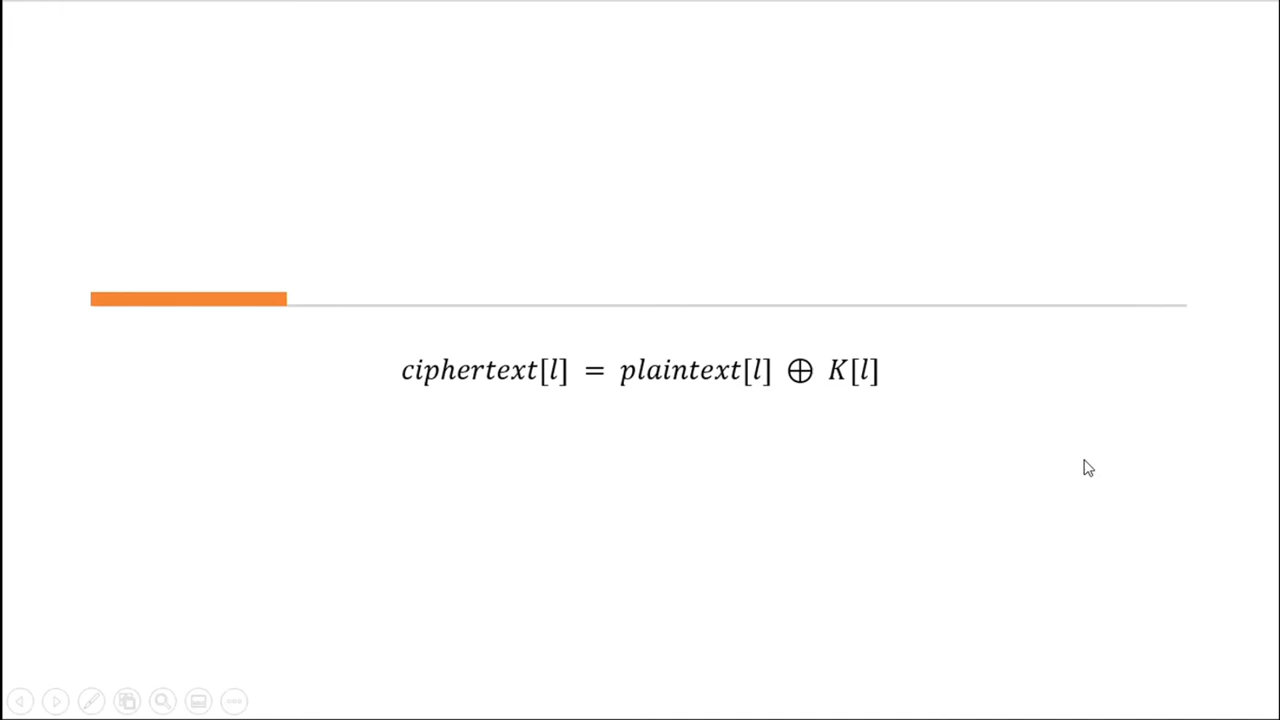 ciphertext[l] = plaintext[l] ⊕ K[l]